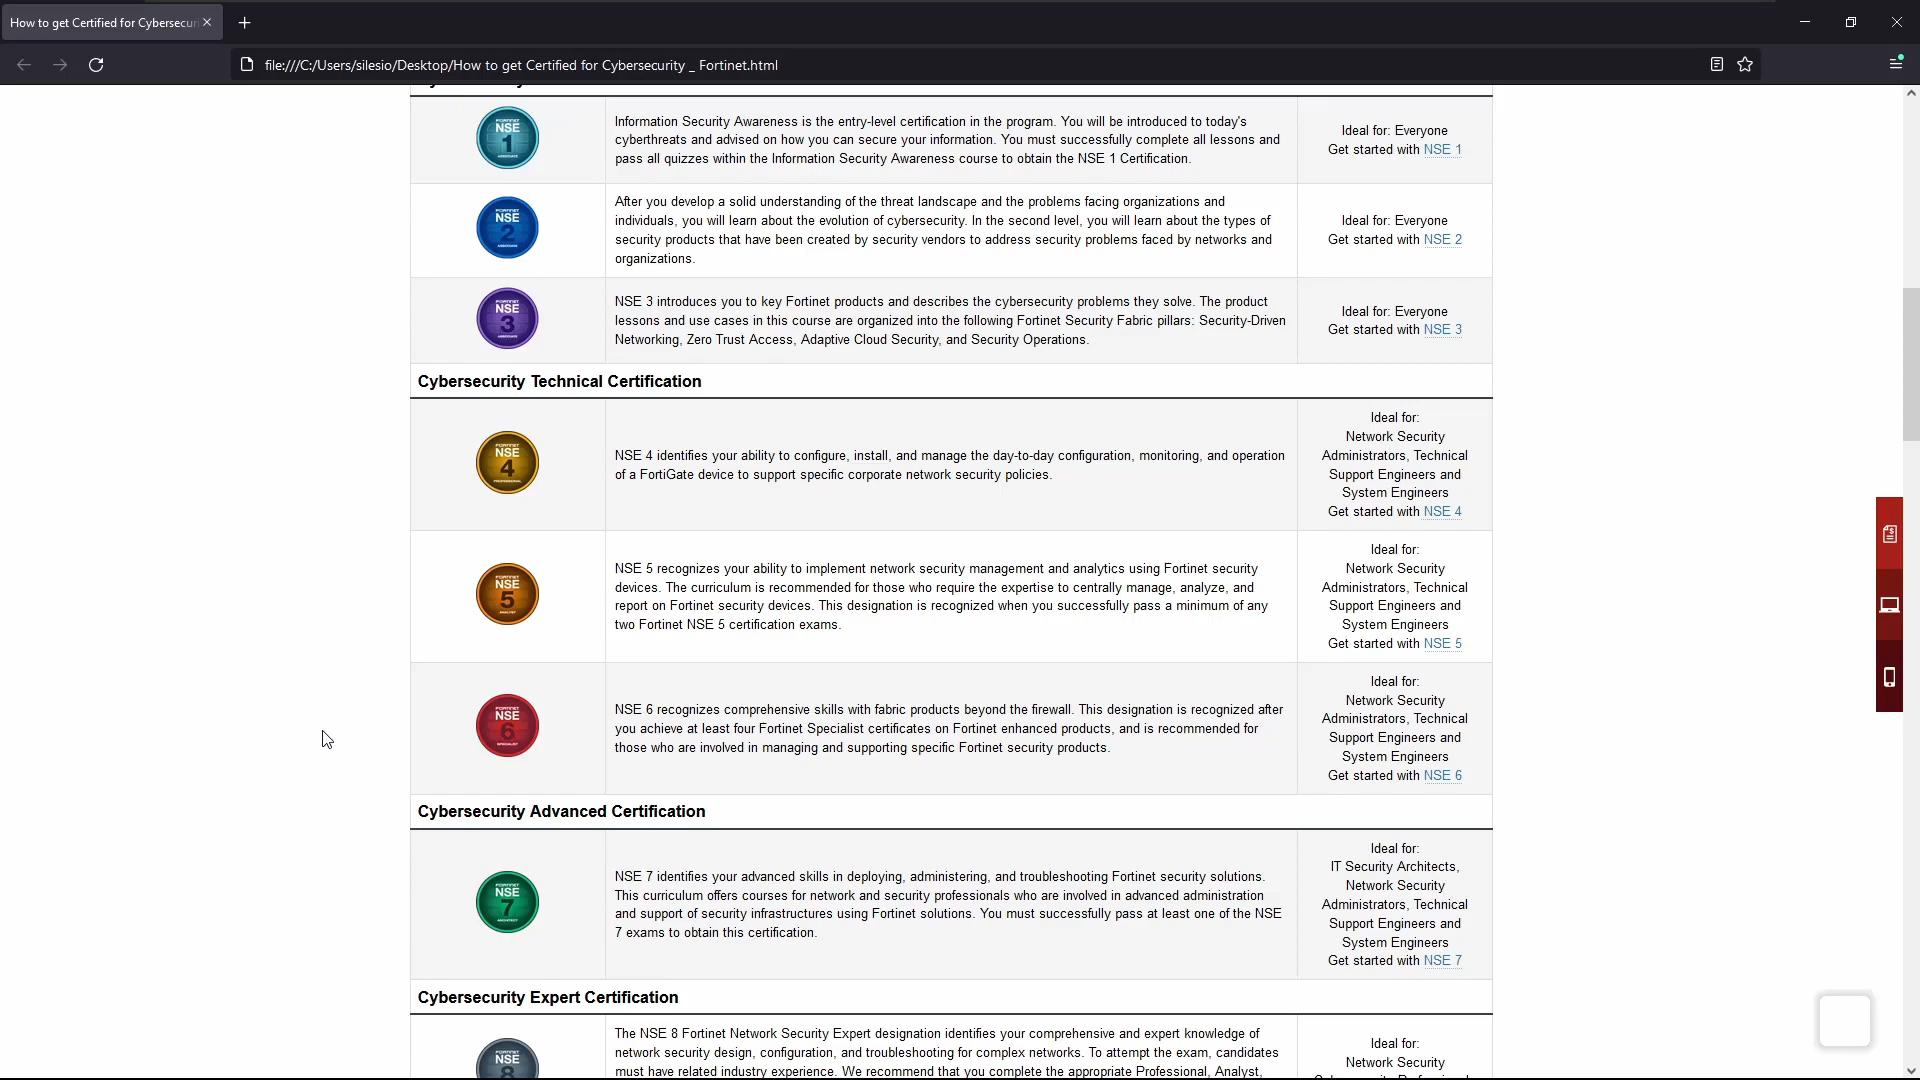 How to get Certified for Cybersecuri
file:///C:/Users/silesio/Desktop/How to get Certified for Cybersecurity _ Fortinet.html
FORTINET
NSE
1
ASSOCIATE
Information Security Awareness is the entry-level certification in the program. You will be introduced to today's
cyberthreats and advised on how you can secure your information. You must successfully complete all lessons and
pass all quizzes within the Information Security Awareness course to obtain the NSE 1 Certification.
Ideal for: Everyone
Get started with NSE 1
FORTINET
NSE
2
ASSOCIATE
After you develop a solid understanding of the threat landscape and the problems facing organizations and
individuals, you will learn about the evolution of cybersecurity. In the second level, you will learn about the types of
security products that have been created by security vendors to address security problems faced by networks and
organizations.
Ideal for: Everyone
Get started with NSE 2
FORTINET
NSE
3
ASSOCIATE
NSE 3 introduces you to key Fortinet products and describes the cybersecurity problems they solve. The product
lessons and use cases in this course are organized into the following Fortinet Security Fabric pillars: Security-Driven
Networking, Zero Trust Access, Adaptive Cloud Security, and Security Operations.
Ideal for: Everyone
Get started with NSE 3
Cybersecurity Technical Certification
FORTINET
NSE
4
PROFESSIONAL
NSE 4 identifies your ability to configure, install, and manage the day-to-day configuration, monitoring, and operation
of a FortiGate device to support specific corporate network security policies.
Ideal for:
Network Security
Administrators, Technical
Support Engineers and
System Engineers
Get started with NSE 4
FORTINET
NSE
5
ANALYST
NSE 5 recognizes your ability to implement network security management and analytics using Fortinet security
devices. The curriculum is recommended for those who require the expertise to centrally manage, analyze, and
report on Fortinet security devices. This designation is recognized when you successfully pass a minimum of any
two Fortinet NSE 5 certification exams.
Ideal for:
Network Security
Administrators, Technical
Support Engineers and
System Engineers
Get started with NSE 5
FORTINET
NSE
6
SPECIALIST
NSE 6 recognizes comprehensive skills with fabric products beyond the firewall. This designation is recognized after
you achieve at least four Fortinet Specialist certificates on Fortinet enhanced products, and is recommended for
those who are involved in managing and supporting specific Fortinet security products.
Ideal for:
Network Security
Administrators, Technical
Support Engineers and
System Engineers
Get started with NSE 6
Cybersecurity Advanced Certification
FORTINET
NSE
7
ARCHITECT
NSE 7 identifies your advanced skills in deploying, administering, and troubleshooting Fortinet security solutions.
This curriculum offers courses for network and security professionals who are involved in advanced administration
and support of security infrastructures using Fortinet solutions. You must successfully pass at least one of the NSE
7 exams to obtain this certification.
Ideal for:
IT Security Architects,
Network Security
Administrators, Technical
Support Engineers and
System Engineers
Get started with NSE 7
Cybersecurity Expert Certification
FORTINET
NSE
8
The NSE 8 Fortinet Network Security Expert designation identifies your comprehensive and expert knowledge of
network security design, configuration, and troubleshooting for complex networks. To attempt the exam, candidates
must have related industry experience. We recommend that you complete the appropriate Professional, Analyst,
Ideal for:
Network Security